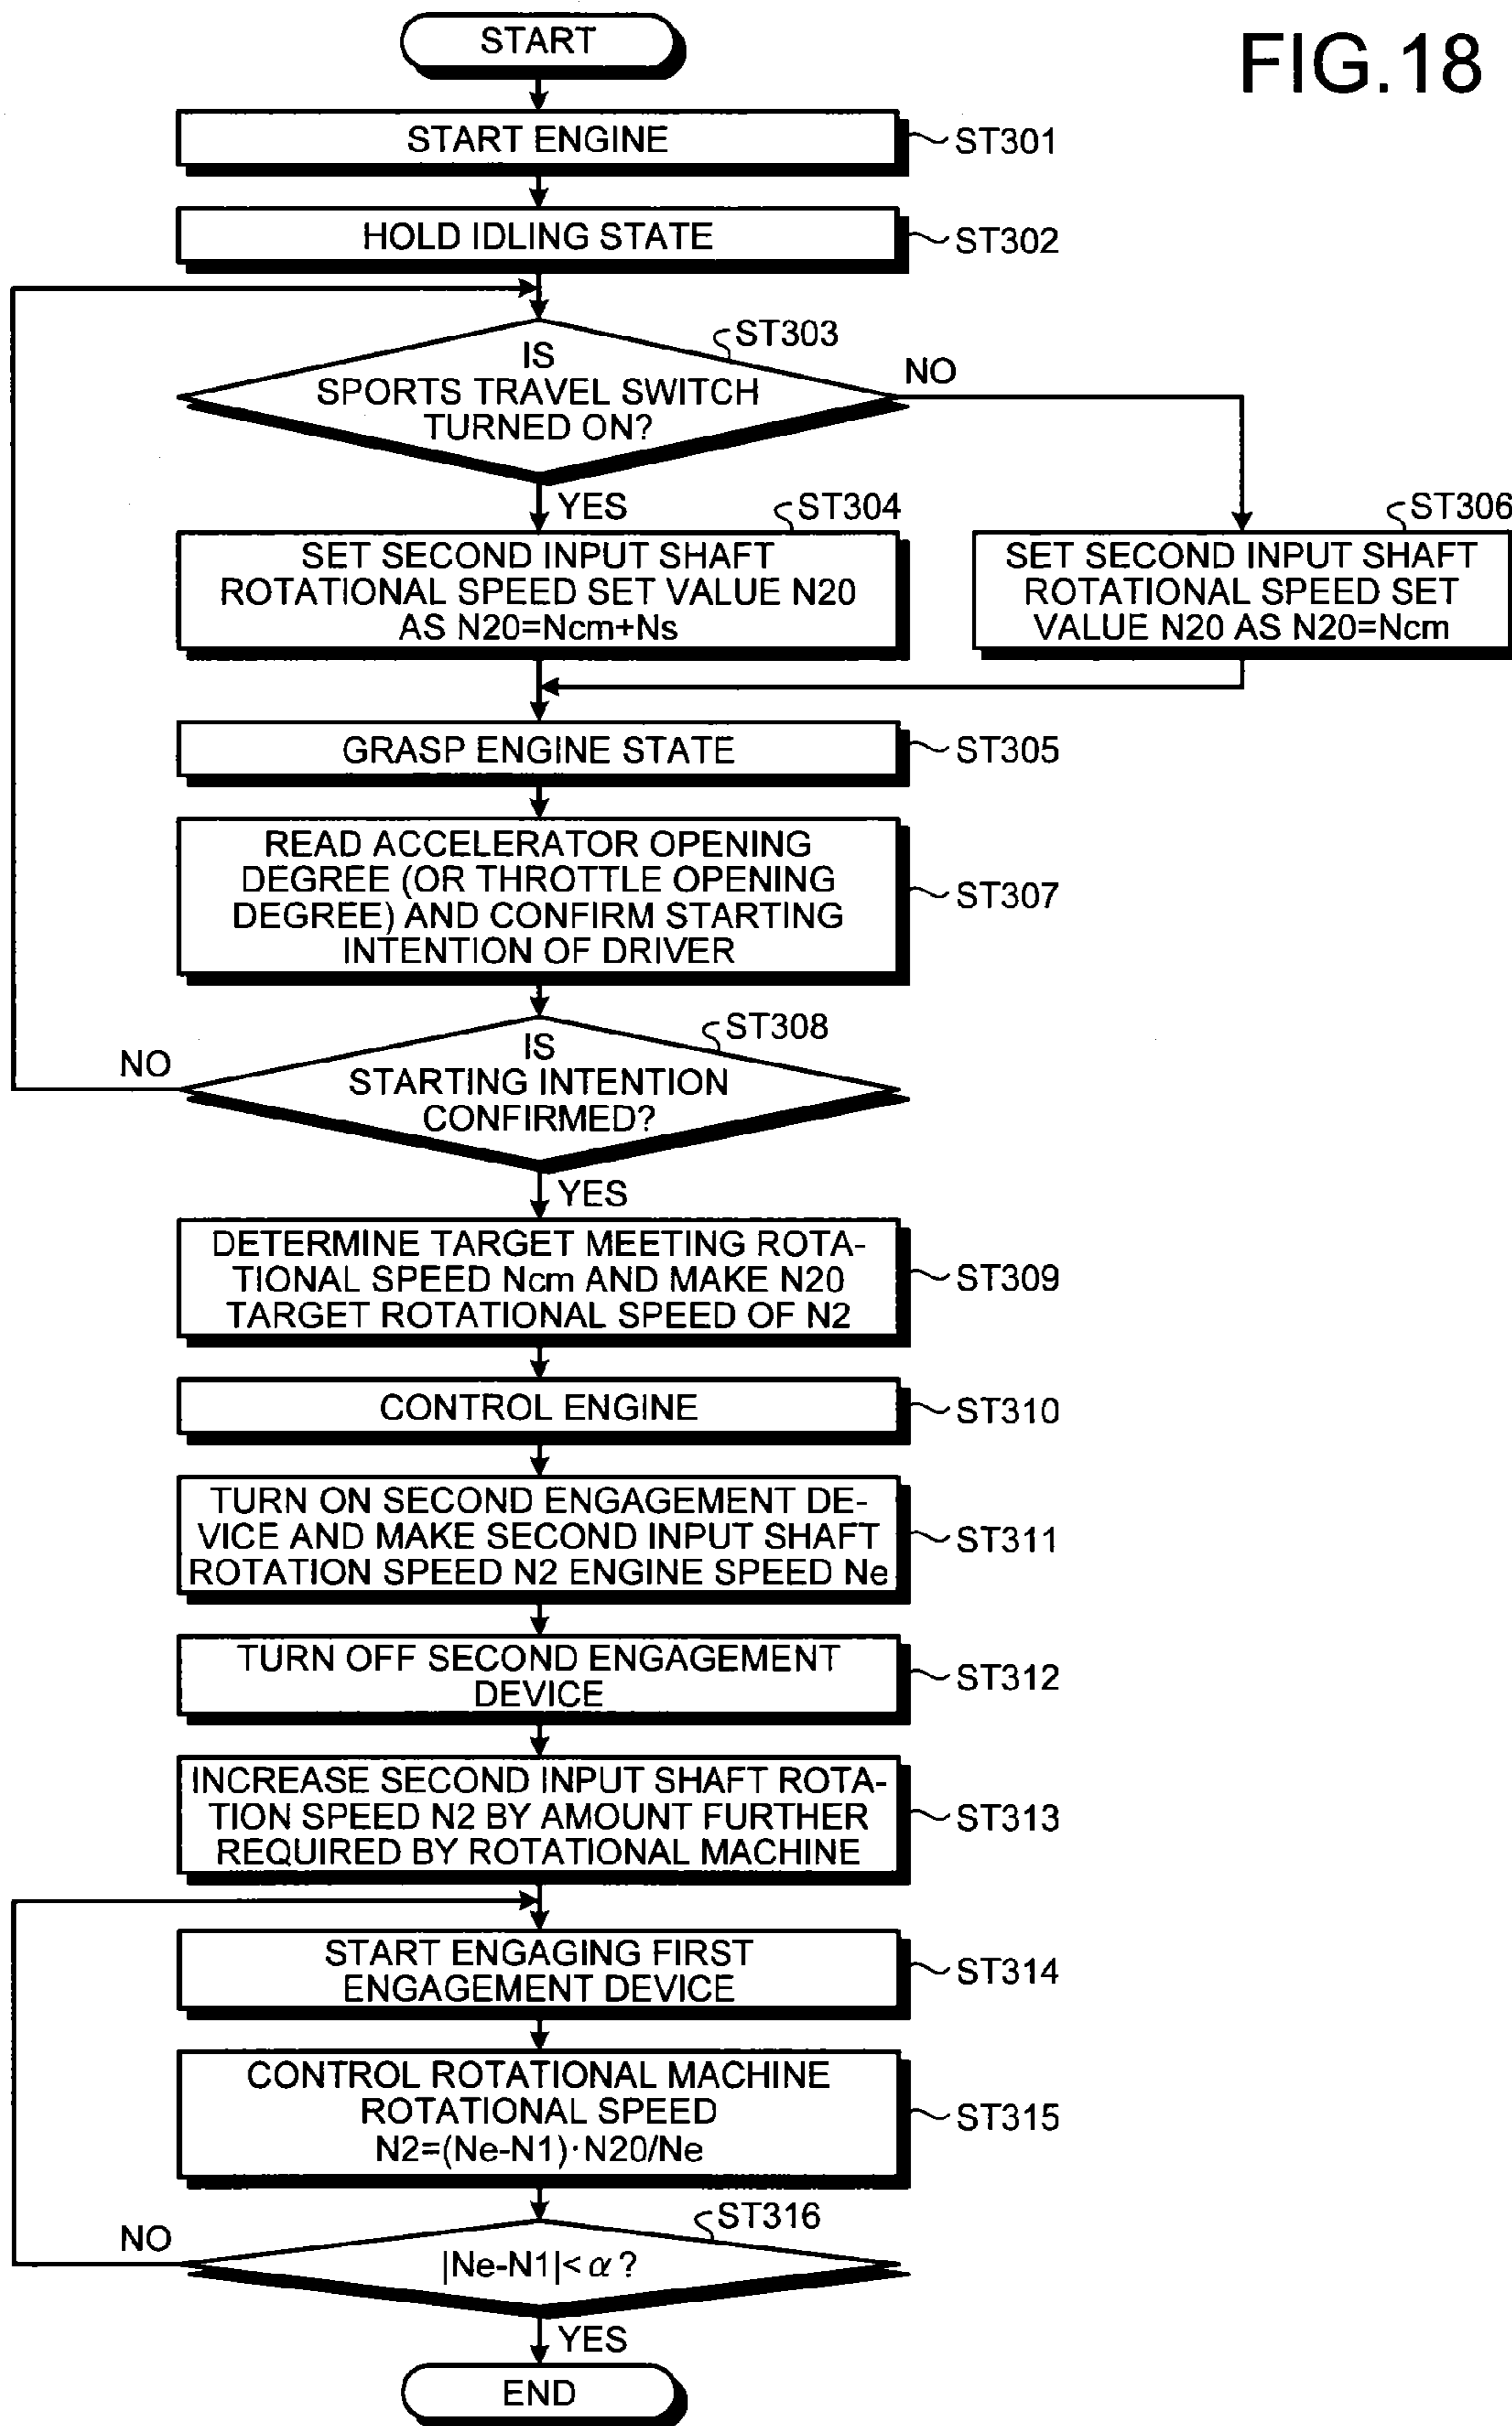 FIG.18
START
START ENGINE
ST301
HOLD IDLING STATE
ST302
ST303
IS
SPORTS TRAVEL SWITCH
TURNED ON?
NO
YES
ST304
SET SECOND INPUT SHAFT
ROTATIONAL SPEED SET VALUE N20
AS N20=Ncm+Ns
ST306
SET SECOND INPUT SHAFT
ROTATIONAL SPEED SET
VALUE N20 AS N20=Ncm
GRASP ENGINE STATE
ST305
READ ACCELERATOR OPENING
DEGREE (OR THROTTLE OPENING
DEGREE) AND CONFIRM STARTING
INTENTION OF DRIVER
ST307
ST308
IS
STARTING INTENTION
CONFIRMED?
NO
YES
DETERMINE TARGET MEETING ROTA-
TIONAL SPEED Ncm AND MAKE N20
TARGET ROTATIONAL SPEED OF N2
ST309
CONTROL ENGINE
ST310
TURN ON SECOND ENGAGEMENT DE-
VICE AND MAKE SECOND INPUT SHAFT
ROTATION SPEED N2 ENGINE SPEED Ne
ST311
TURN OFF SECOND ENGAGEMENT
DEVICE
ST312
INCREASE SECOND INPUT SHAFT ROTA-
TION SPEED N2 BY AMOUNT FURTHER
REQUIRED BY ROTATIONAL MACHINE
ST313
START ENGAGING FIRST
ENGAGEMENT DEVICE
ST314
CONTROL ROTATIONAL MACHINE
ROTATIONAL SPEED
N2=(Ne-N1)·N20/Ne
ST315
ST316
|Ne-N1|<α?
NO
YES
END